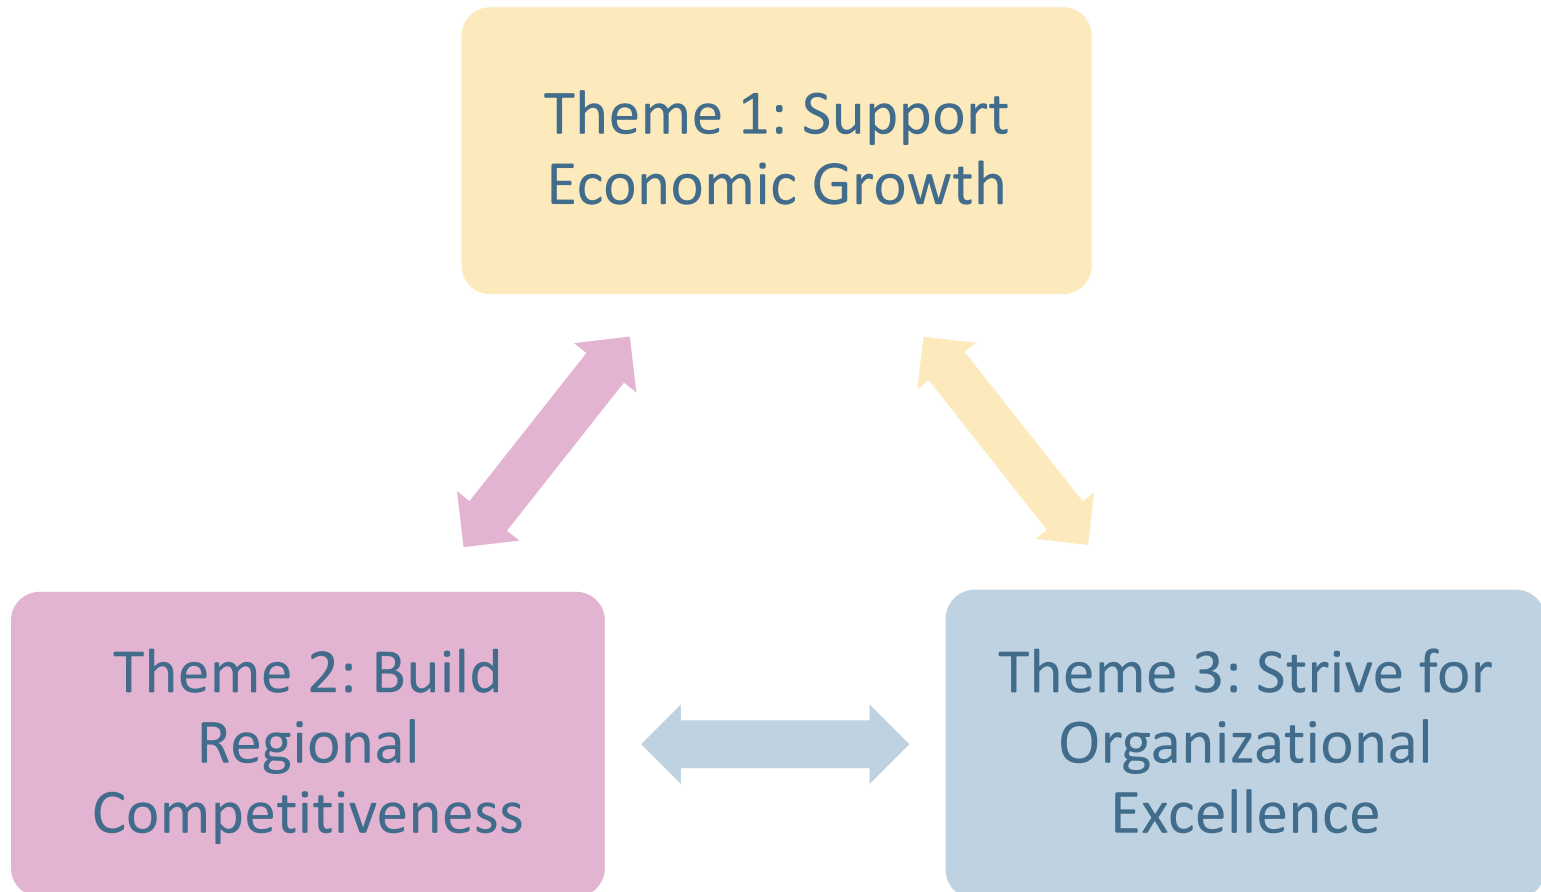 Theme 1: Support
Economic Growth
Theme 2: Build
Regional
Competitiveness
Theme 3: Strive for
Organizational
Excellence